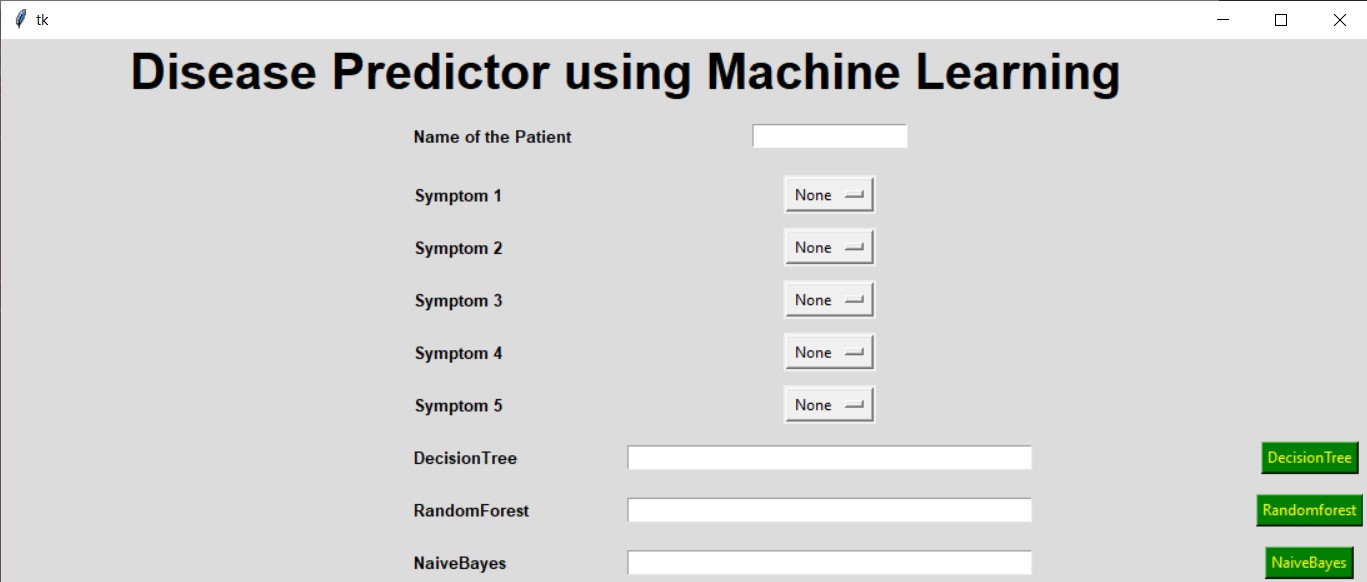 tk
Disease Predictor using Machine Learning
Name of the Patient
Symptom 1 None
Symptom 2 None
Symptom 3 None
Symptom 4 None
Symptom 5 None
DecisionTree DecisionTree
RandomForest Randomforest
NaiveBayes NaiveBayes